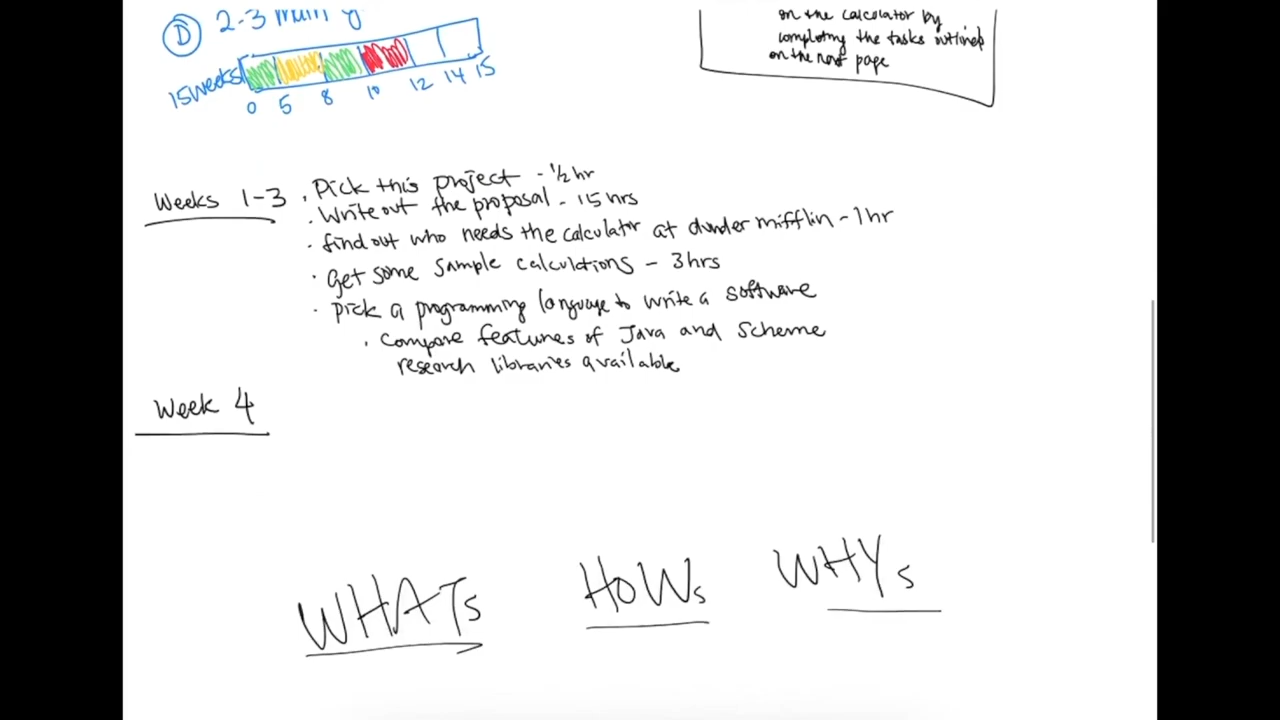 D 2-3
15 weeks
0 5 8 10 12 14 15
on the calculator by
completing the tasks outlined
on the next page
Weeks 1-3
. Pick this project - 1/2 hr
. Write out the proposal - 15 hrs
. find out who needs the calculator at dunder mifflin - 1 hr
. get some sample calculations - 3 hrs
. pick a programming language to write a software
. compare features of Java and Scheme
research libraries available
Week 4
WHATs HOWs WHYs